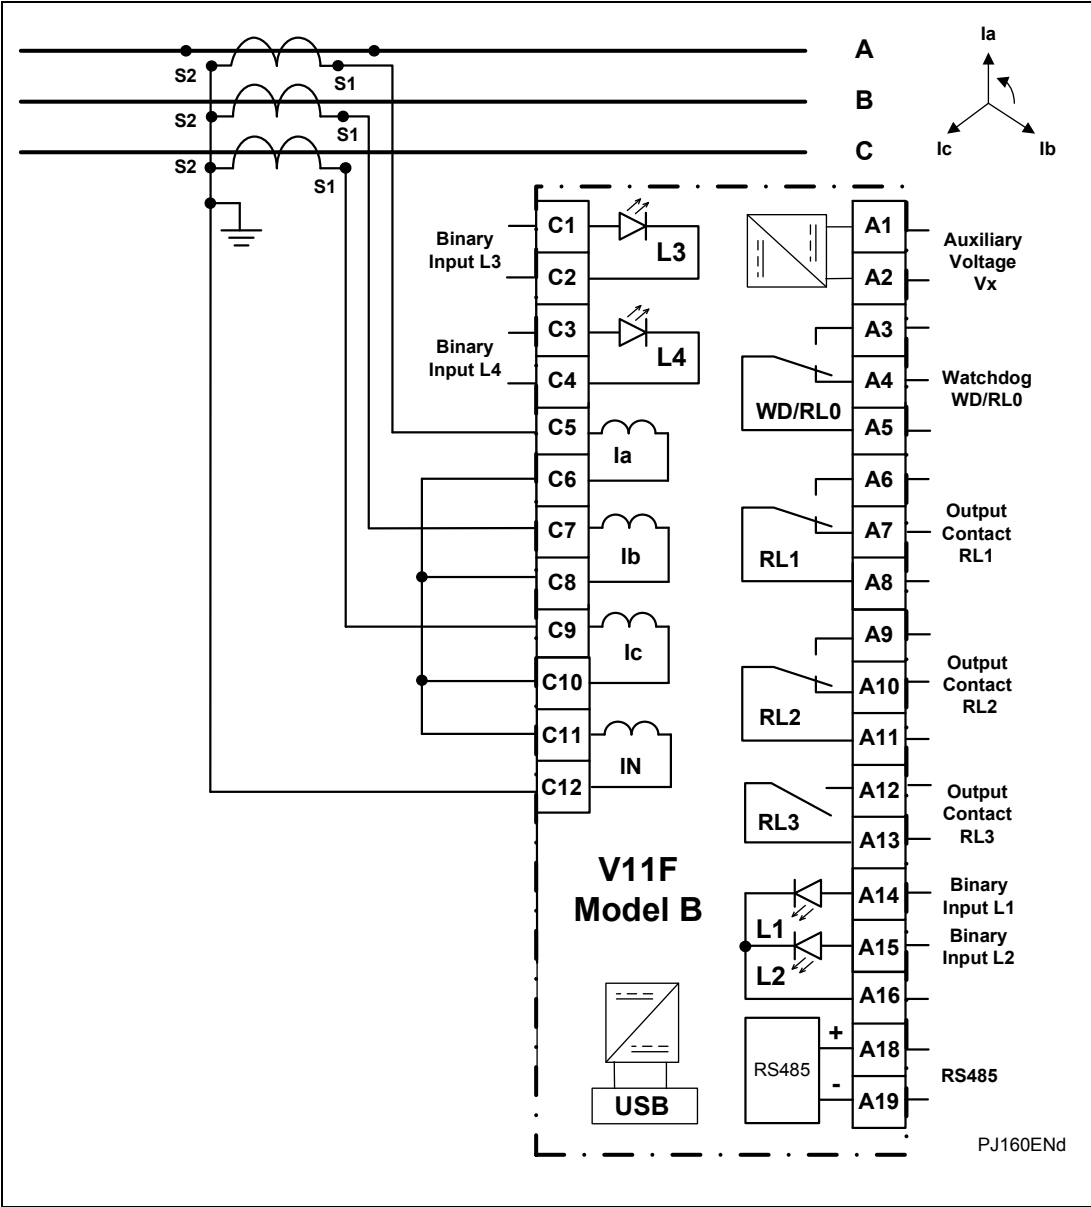 Ia
A
S2
S1
B
S2
S1
Ic
Ib
C
S2
S1
C1
L3
C2
Binary
Input L3
C3
L4
C4
Binary
Input L4
C5
Ia
C6
C7
Ib
C8
C9
Ic
C10
C11
IN
C12
A1
A2
Auxiliary
Voltage
Vx
A3
A4
A5
WD/RL0
Watchdog
WD/RL0
A6
A7
A8
RL1
Output
Contact
RL1
A9
A10
A11
RL2
Output
Contact
RL2
A12
A13
RL3
Output
Contact
RL3
V11F
Model B
A14
L1
Binary
Input L1
A15
L2
Binary
Input L2
A16
RS485
+
A18
-
A19
RS485
USB
PJ160ENd